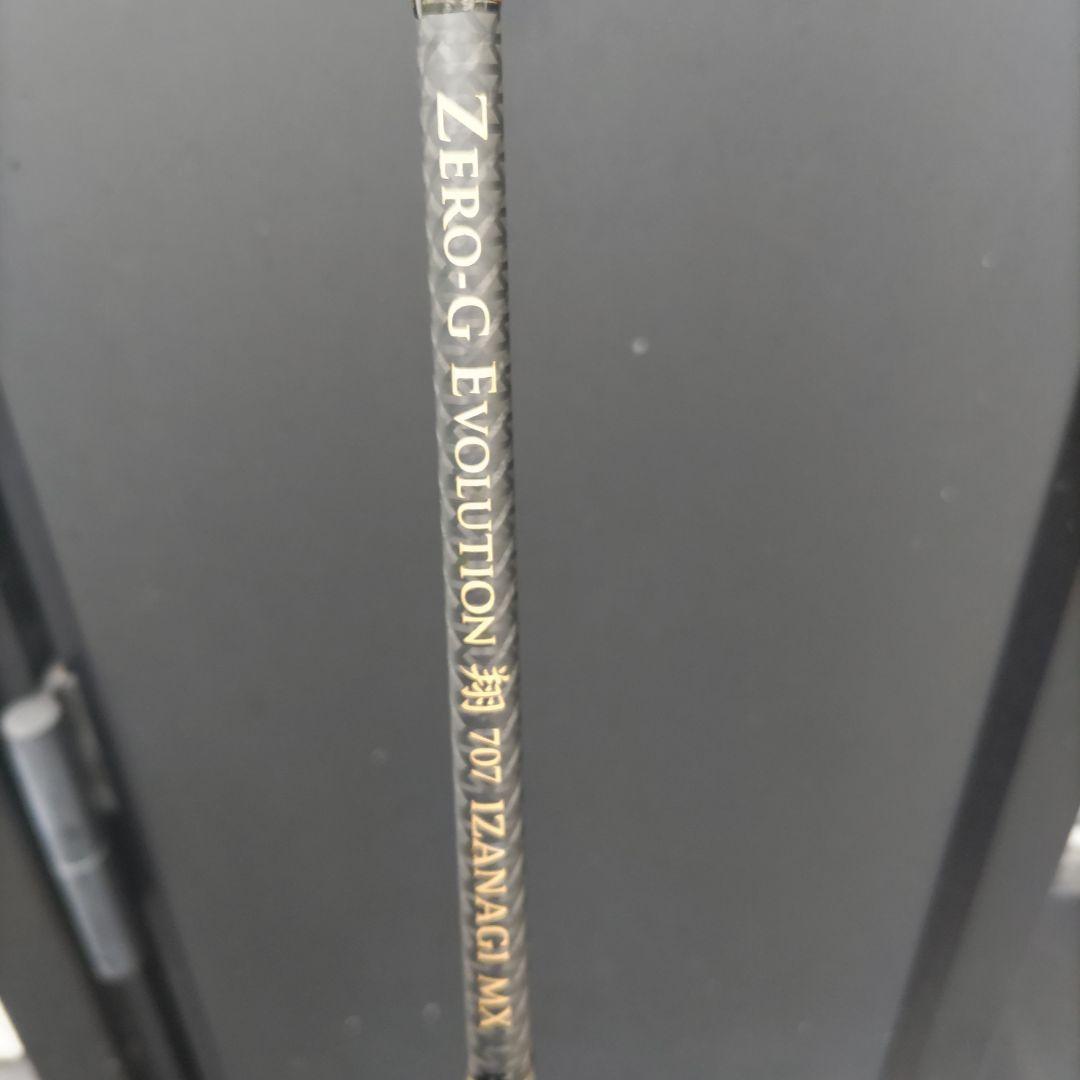 ZERO-G EVOLUTION 翔 707 IZANAGI MX